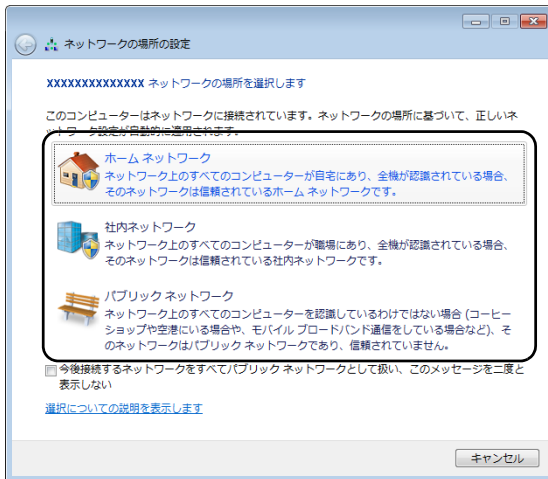 ネットワークの場所の設定
XXXXXXXXXXXXXX ネットワークの場所を選択します
このコンピューターはネットワークに接続されています。ネットワークの場所に基づいて、正しいネ
ットワーク設定が自動的に適用されます。
ホーム ネットワーク
ネットワーク上のすべてのコンピューターが自宅にあり、全機が認識されている場合、
そのネットワークは信頼されているホーム ネットワークです。
社内ネットワーク
ネットワーク上のすべてのコンピューターが職場にあり、全機が認識されている場合、
そのネットワークは信頼されている社内ネットワークです。
パブリック ネットワーク
ネットワーク上のすべてのコンピューターを認識しているわけではない場合 (コーヒー
ショップや空港にいる場合や、モバイル ブロードバンド通信をしている場合など)、そ
のネットワークはパブリック ネットワークであり、信頼されていません。
今後接続するネットワークをすべてパブリック ネットワークとして扱い、このメッセージを二度と
表示しない
選択についての説明を表示します
キャンセル